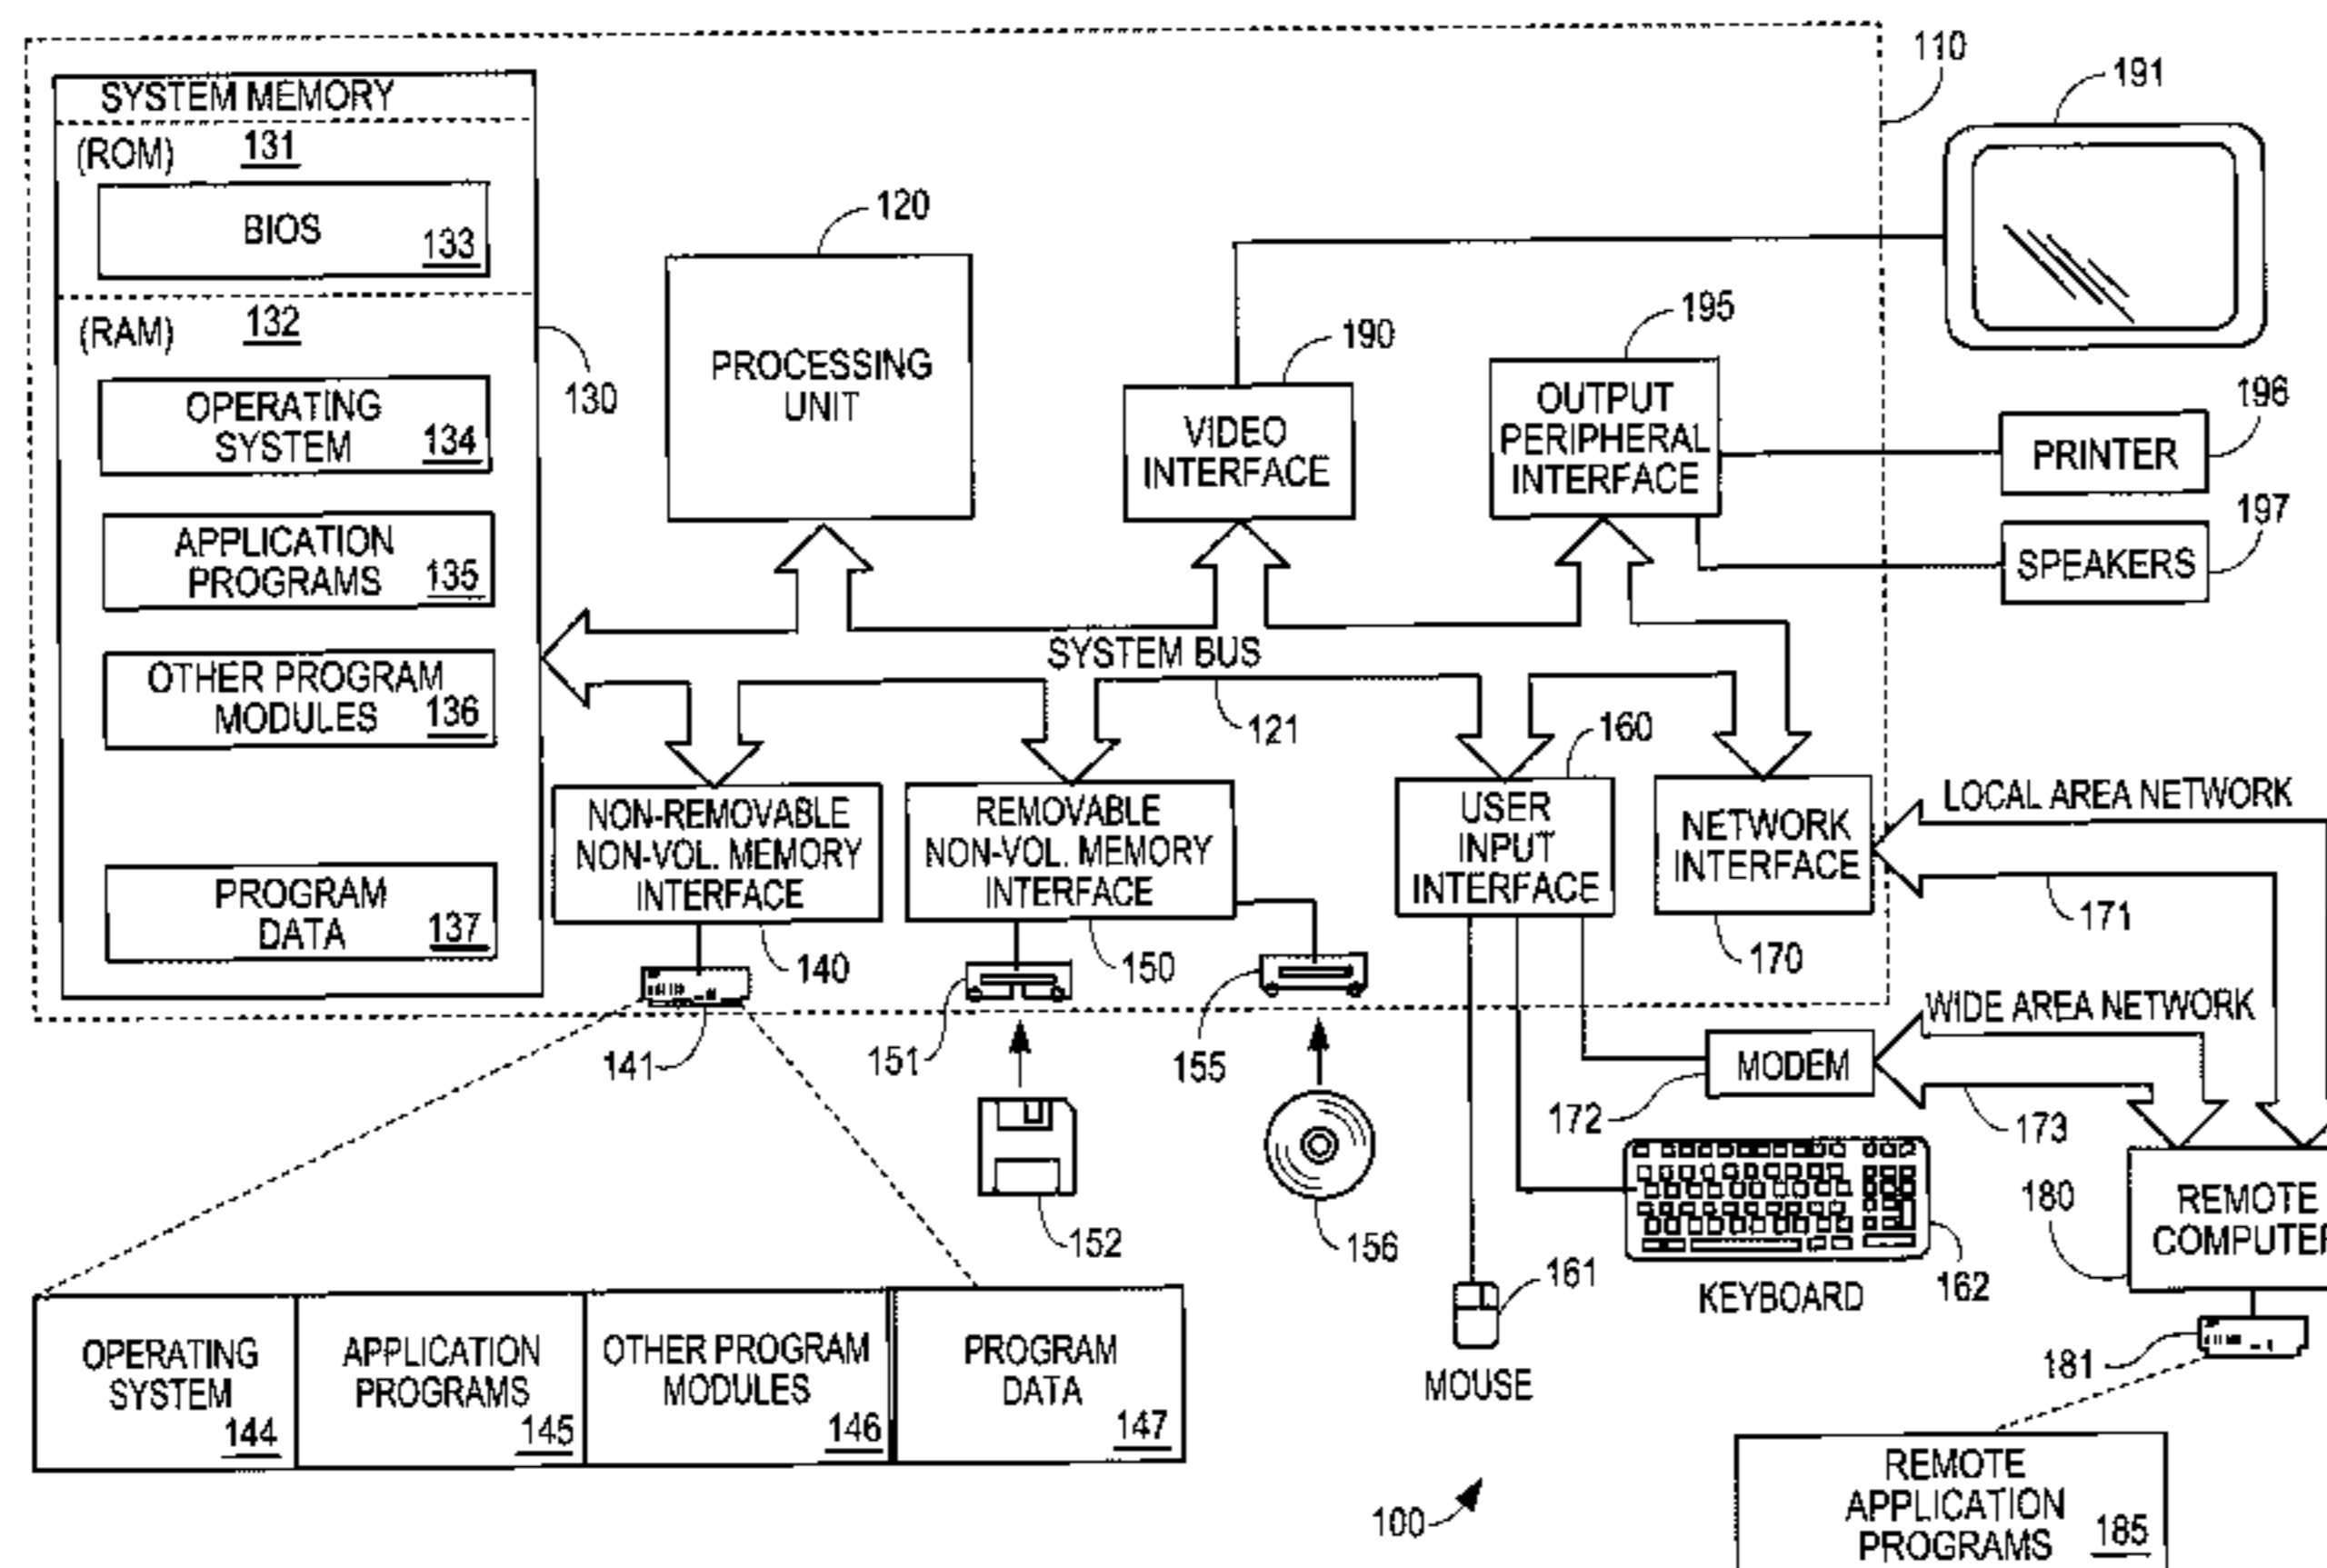 110
191
SYSTEM MEMORY
(ROM) 131
BIOS 133
(RAM) 132
130
OPERATING
SYSTEM 134
APPLICATION
PROGRAMS 135
OTHER PROGRAM
MODULES 136
PROGRAM
DATA 137
120
PROCESSING
UNIT
190
VIDEO
INTERFACE
195
OUTPUT
PERIPHERAL
INTERFACE
196
PRINTER
197
SPEAKERS
SYSTEM BUS
121
NON-REMOVABLE
NON-VOL. MEMORY
INTERFACE
140
REMOVABLE
NON-VOL. MEMORY
INTERFACE
150
160
USER
INPUT
INTERFACE
NETWORK
INTERFACE
170
LOCAL AREA NETWORK
171
WIDE AREA NETWORK
173
MODEM
172
141
151
155
152
156
161
MOUSE
KEYBOARD
162
180
REMOTE
COMPUTER
181
OPERATING
SYSTEM
144
APPLICATION
PROGRAMS
145
OTHER PROGRAM
MODULES
146
PROGRAM
DATA
147
100
REMOTE
APPLICATION
PROGRAMS 185